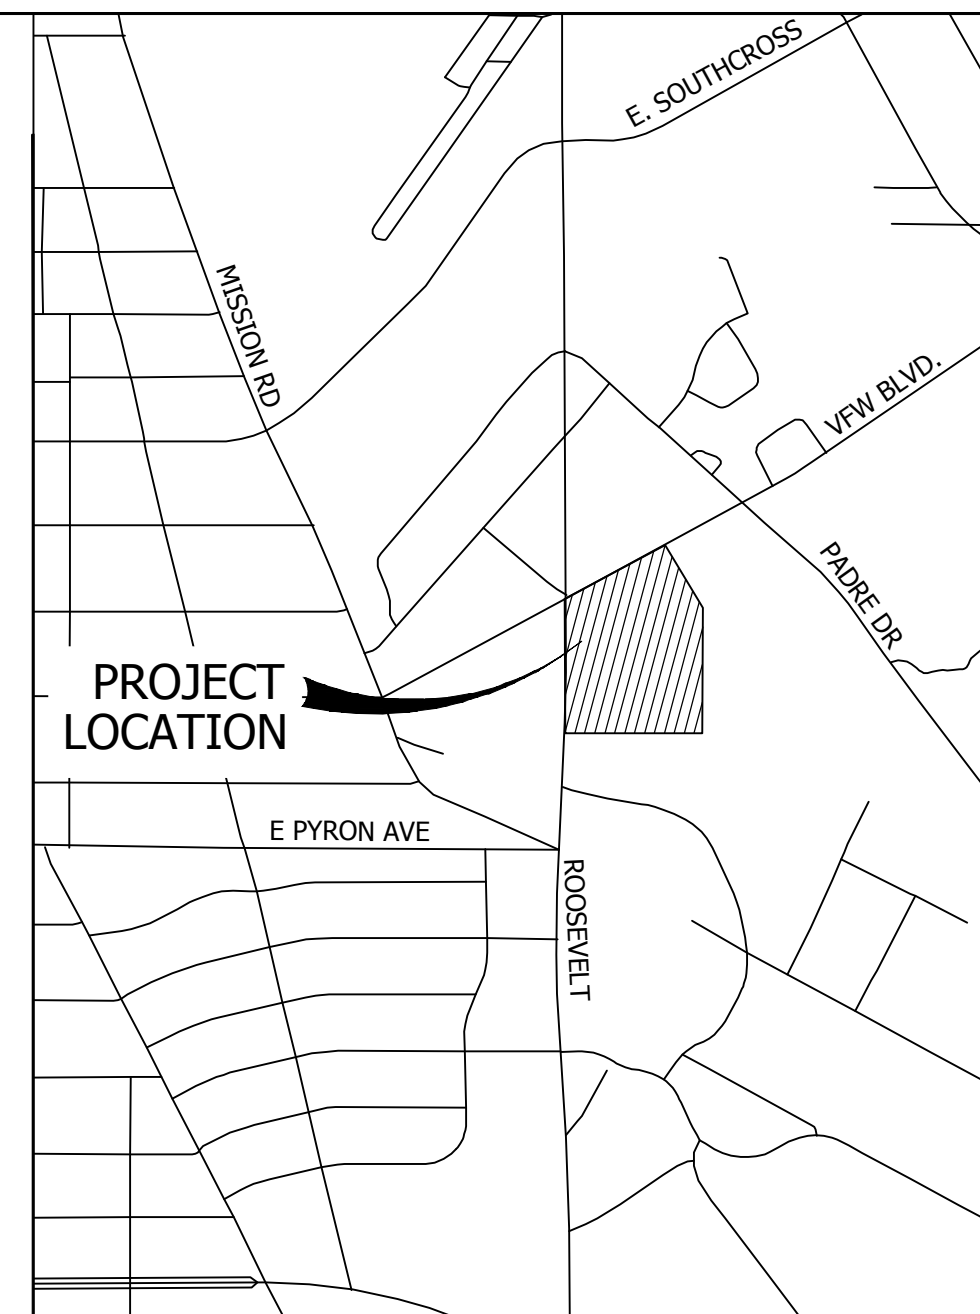 E. SOUTHCROSS
MISSION RD
VFW BLVD.
PADRE DR
PROJECT
LOCATION
E PYRON AVE
ROOSEVELT